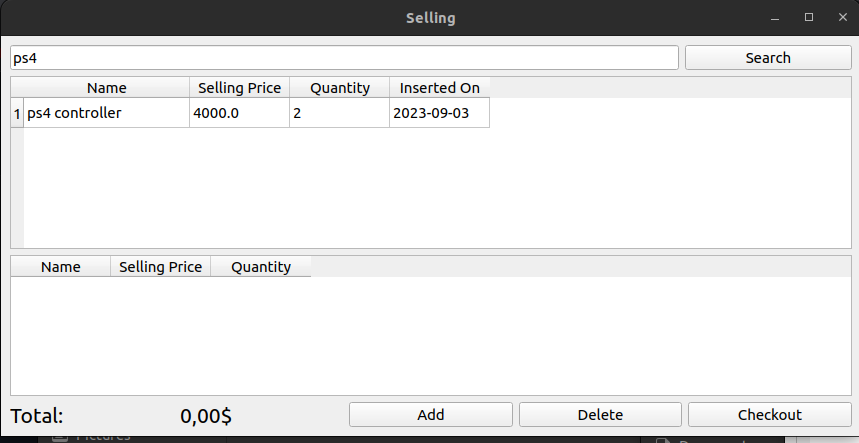 Selling
ps4 Search
Name Selling Price Quantity Inserted On
1 ps4 controller 4000.0 2 2023-09-03
Name Selling Price Quantity
Total: 0,00$ Add Delete Checkout
Pictures